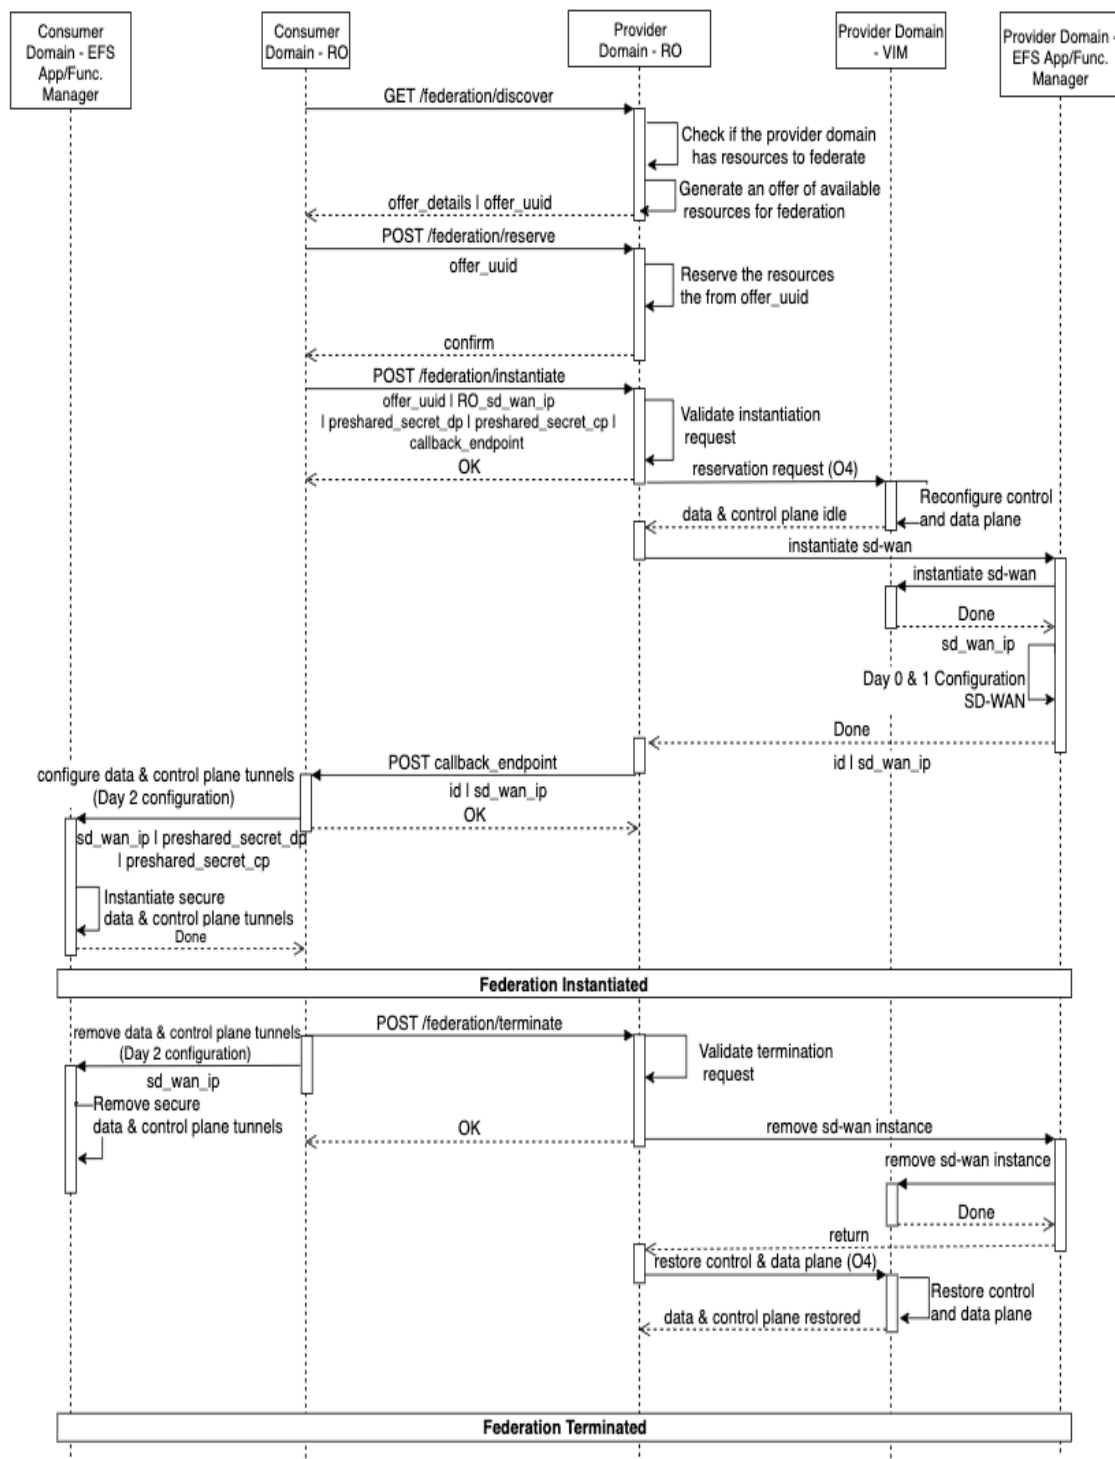 Consumer
Domain - EFS
App/Func.
Manager
Consumer
Domain - RO
Provider
Domain - RO
Provider Domain
- VIM
Provider Domain -
EFS App/Func.
Manager
GET /federation/discover
Check if the provider domain
has resources to federate
Generate an offer of available
resources for federation
offer_details | offer_uuid
POST /federation/reserve
offer_uuid
Reserve the resources
the from offer_uuid
confirm
POST /federation/instantiate
offer_uuid | RO_sd_wan_ip
| preshared_secret_dp | preshared_secret_cp |
callback_endpoint
Validate instantiation
request
OK
reservation request (O4)
Reconfigure control
and data plane
data & control plane idle
instantiate sd-wan
instantiate sd-wan
Done
sd_wan_ip
Day 0 & 1 Configuration
SD-WAN
Done
id | sd_wan_ip
POST callback_endpoint
id | sd_wan_ip
configure data & control plane tunnels
(Day 2 configuration)
OK
sd_wan_ip | preshared_secret_dp
| preshared_secret_cp
Instantiate secure
data & control plane tunnels
Done
Federation Instantiated
POST /federation/terminate
remove data & control plane tunnels
(Day 2 configuration)
sd_wan_ip
Validate termination
request
Remove secure
data & control plane tunnels
OK
remove sd-wan instance
remove sd-wan instance
Done
return
restore control & data plane (O4)
Restore control
and data plane
data & control plane restored
Federation Terminated